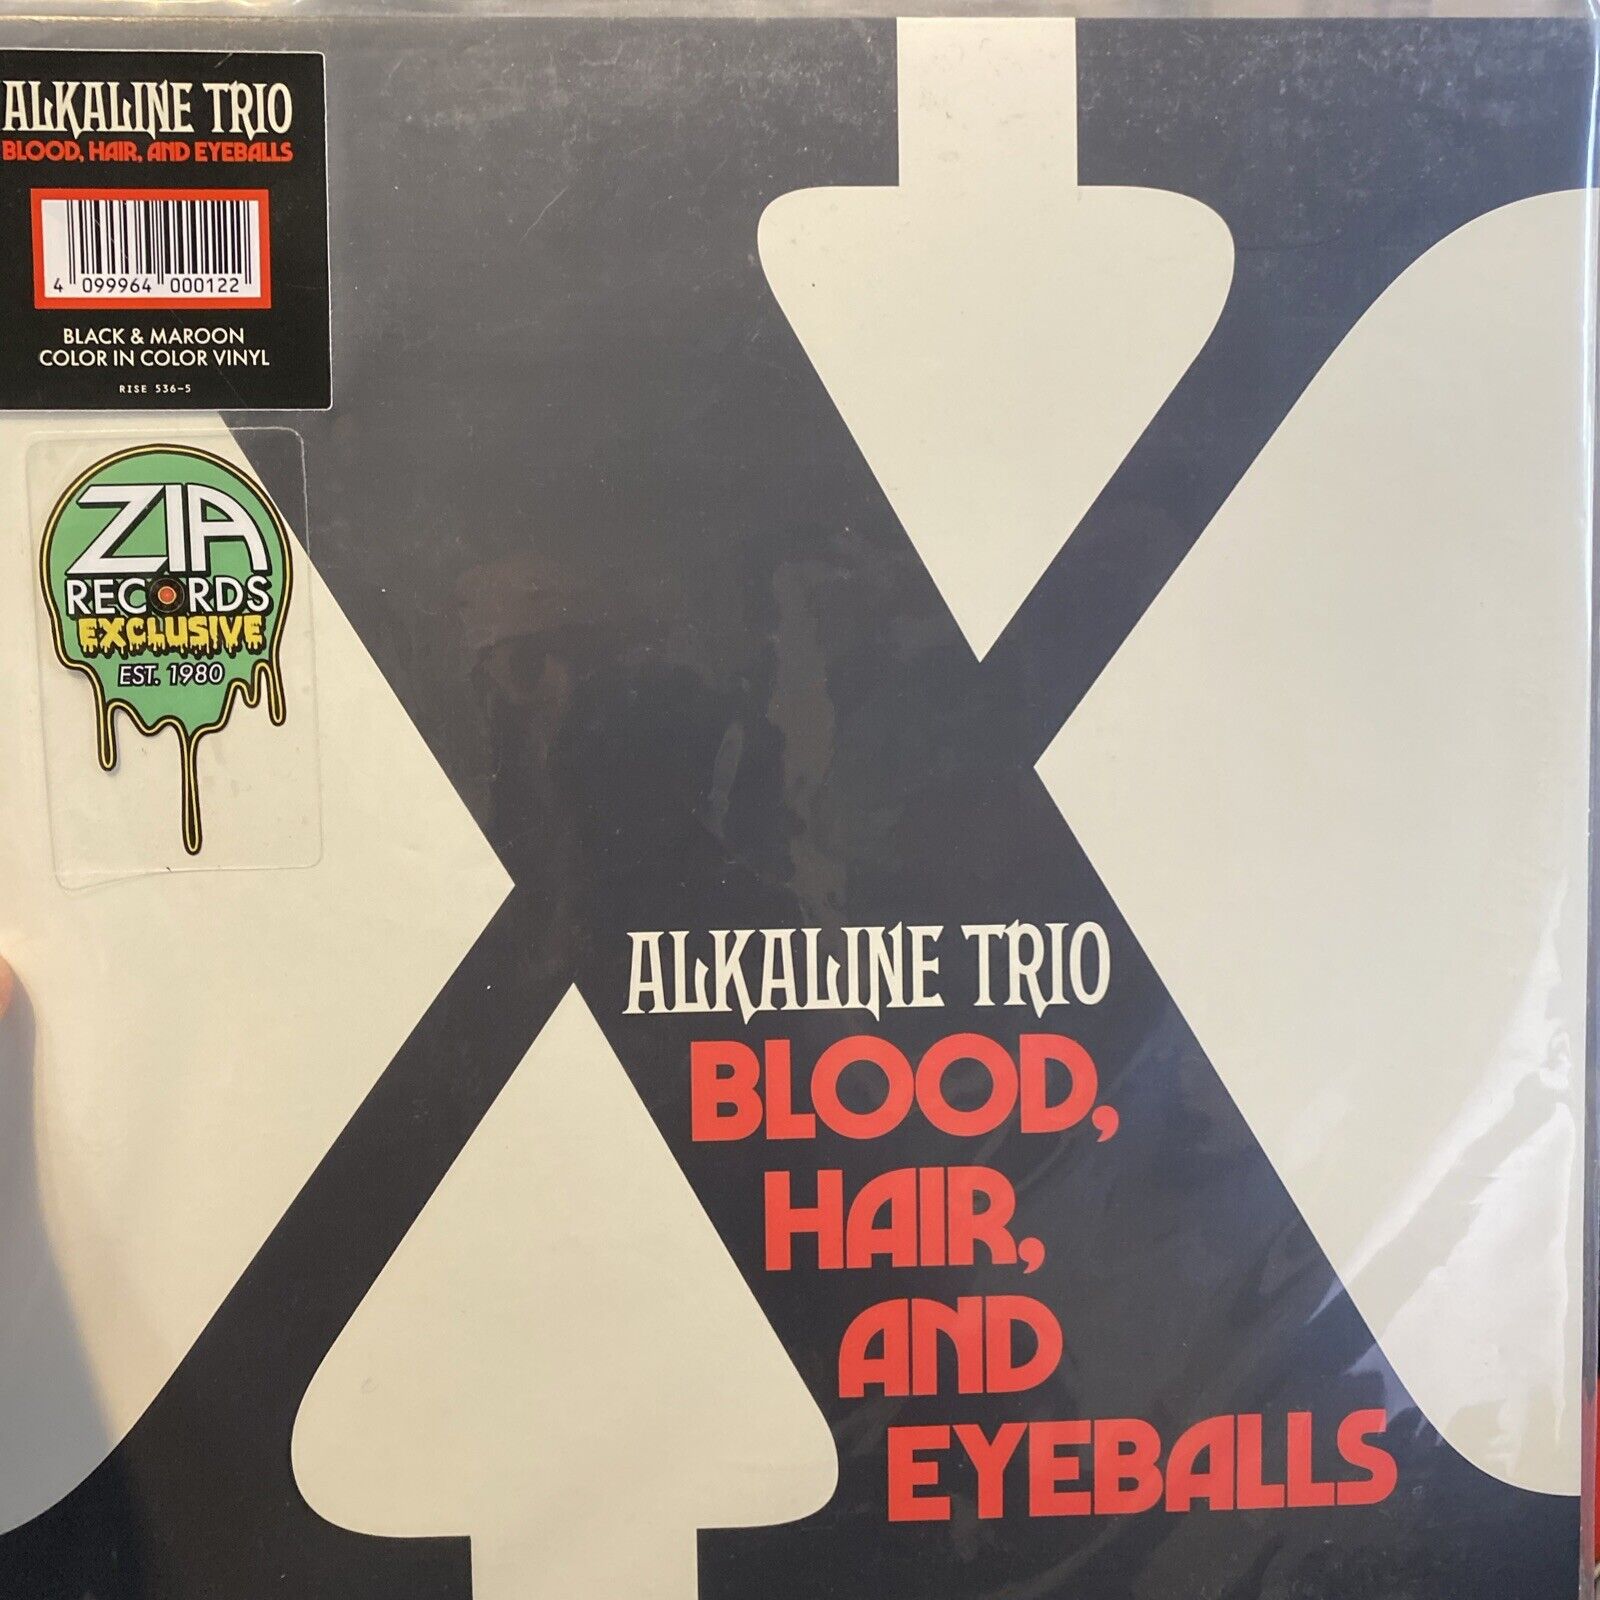 ALKALINE TRIO
BLOOD, HAIR, AND EYEBALLS
4 099964 000122
BLACK & MAROON
COLOR IN COLOR VINYL
RISE 536-5
ZIA
RECORDS
EXCLUSIVE
EST. 1980
ALKALINE TRIO
BLOOD,
HAIR,
AND
EYEBALLS